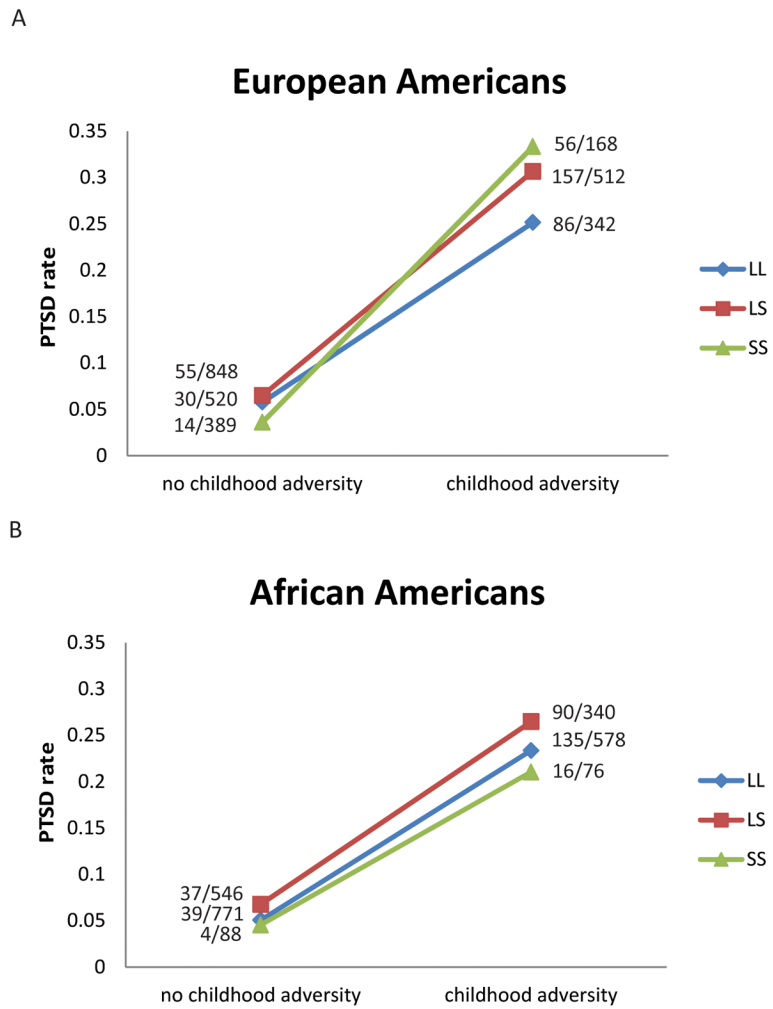 A
European Americans
PTSD rate
0.35
0.3
0.25
0.2
0.15
0.1
0.05
0
56/168
157/512
86/342
55/848
30/520
14/389
LL
LS
SS
no childhood adversity
childhood adversity
B
African Americans
PTSD rate
0.35
0.3
0.25
0.2
0.15
0.1
0.05
0
90/340
135/578
16/76
37/546
39/771
4/88
LL
LS
SS
no childhood adversity
childhood adversity